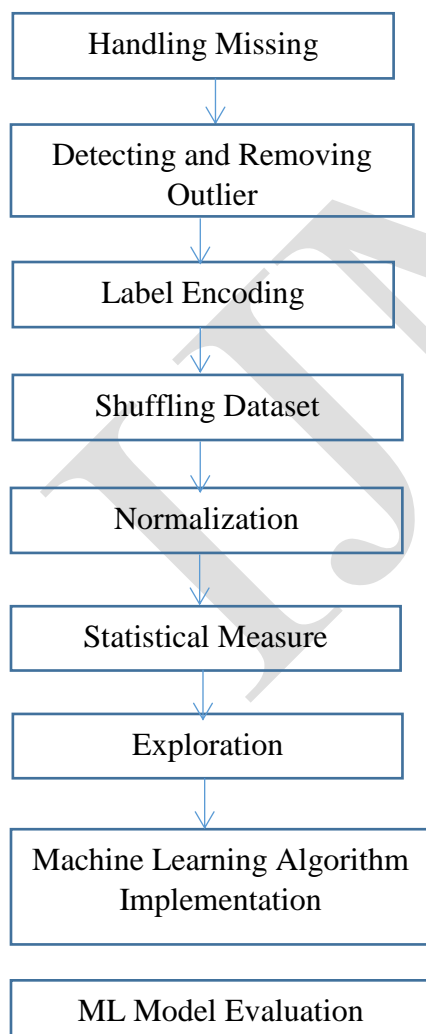 Handling Missing
Detecting and Removing
Outlier
Label Encoding
Shuffling Dataset
Normalization
Statistical Measure
Exploration
Machine Learning Algorithm
Implementation
ML Model Evaluation